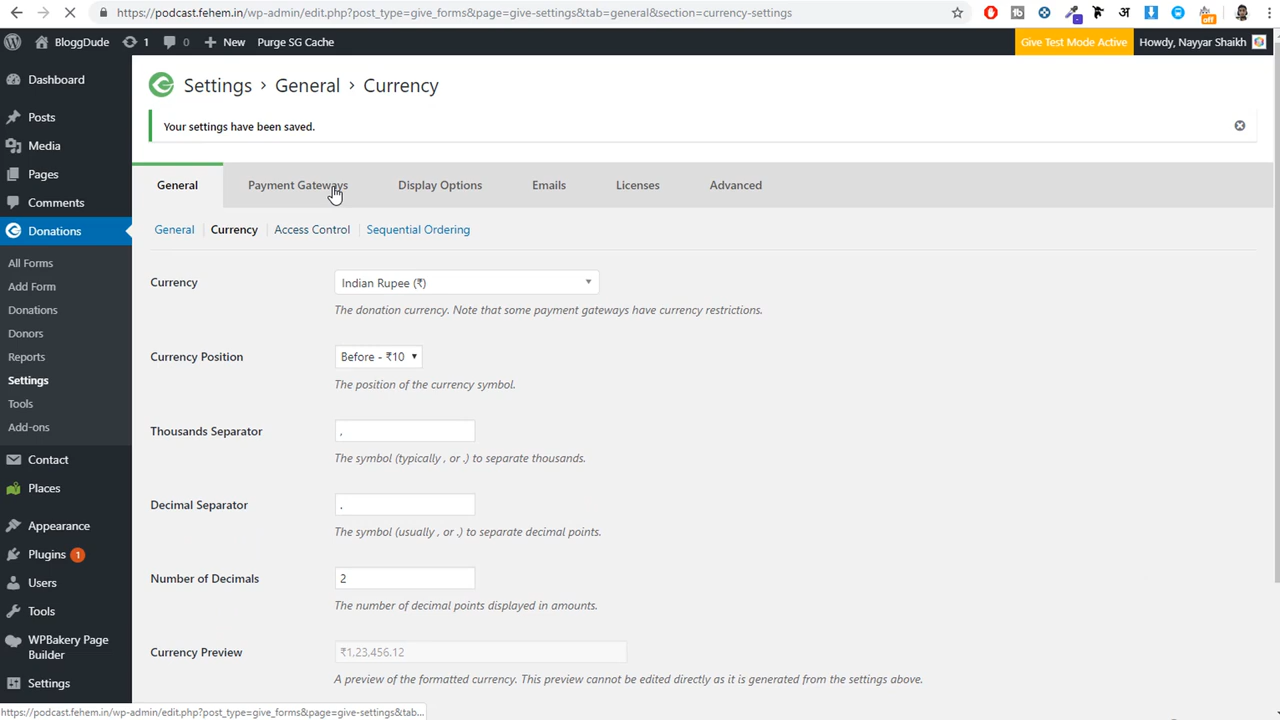 https://podcast.fehem.in/wp-admin/edit.php?post_type=give_forms&page=give-settings&tab=general&section=currency-settings
अ
off
BloggDude
1
0
New
Purge SG Cache
Give Test Mode Active
Howdy, Nayyar Shaikh
Dashboard
Posts
Media
Pages
Comments
Donations
All Forms
Add Form
Donations
Donors
Reports
Settings
Tools
Add-ons
Contact
Places
Appearance
Plugins 1
Users
Tools
WPBakery Page
Builder
Settings
Settings › General › Currency
Your settings have been saved.
General
Payment Gateways
Display Options
Emails
Licenses
Advanced
General | Currency | Access Control | Sequential Ordering
Currency
Indian Rupee (₹)
The donation currency. Note that some payment gateways have currency restrictions.
Currency Position
Before - ₹10
The position of the currency symbol.
Thousands Separator
,
The symbol (typically , or .) to separate thousands.
Decimal Separator
.
The symbol (usually , or .) to separate decimal points.
Number of Decimals
2
The number of decimal points displayed in amounts.
Currency Preview
₹1,23,456.12
A preview of the formatted currency. This preview cannot be edited directly as it is generated from the settings above.
https://podcast.fehem.in/wp-admin/edit.php?post_type=give_forms&page=give-settings&tab...